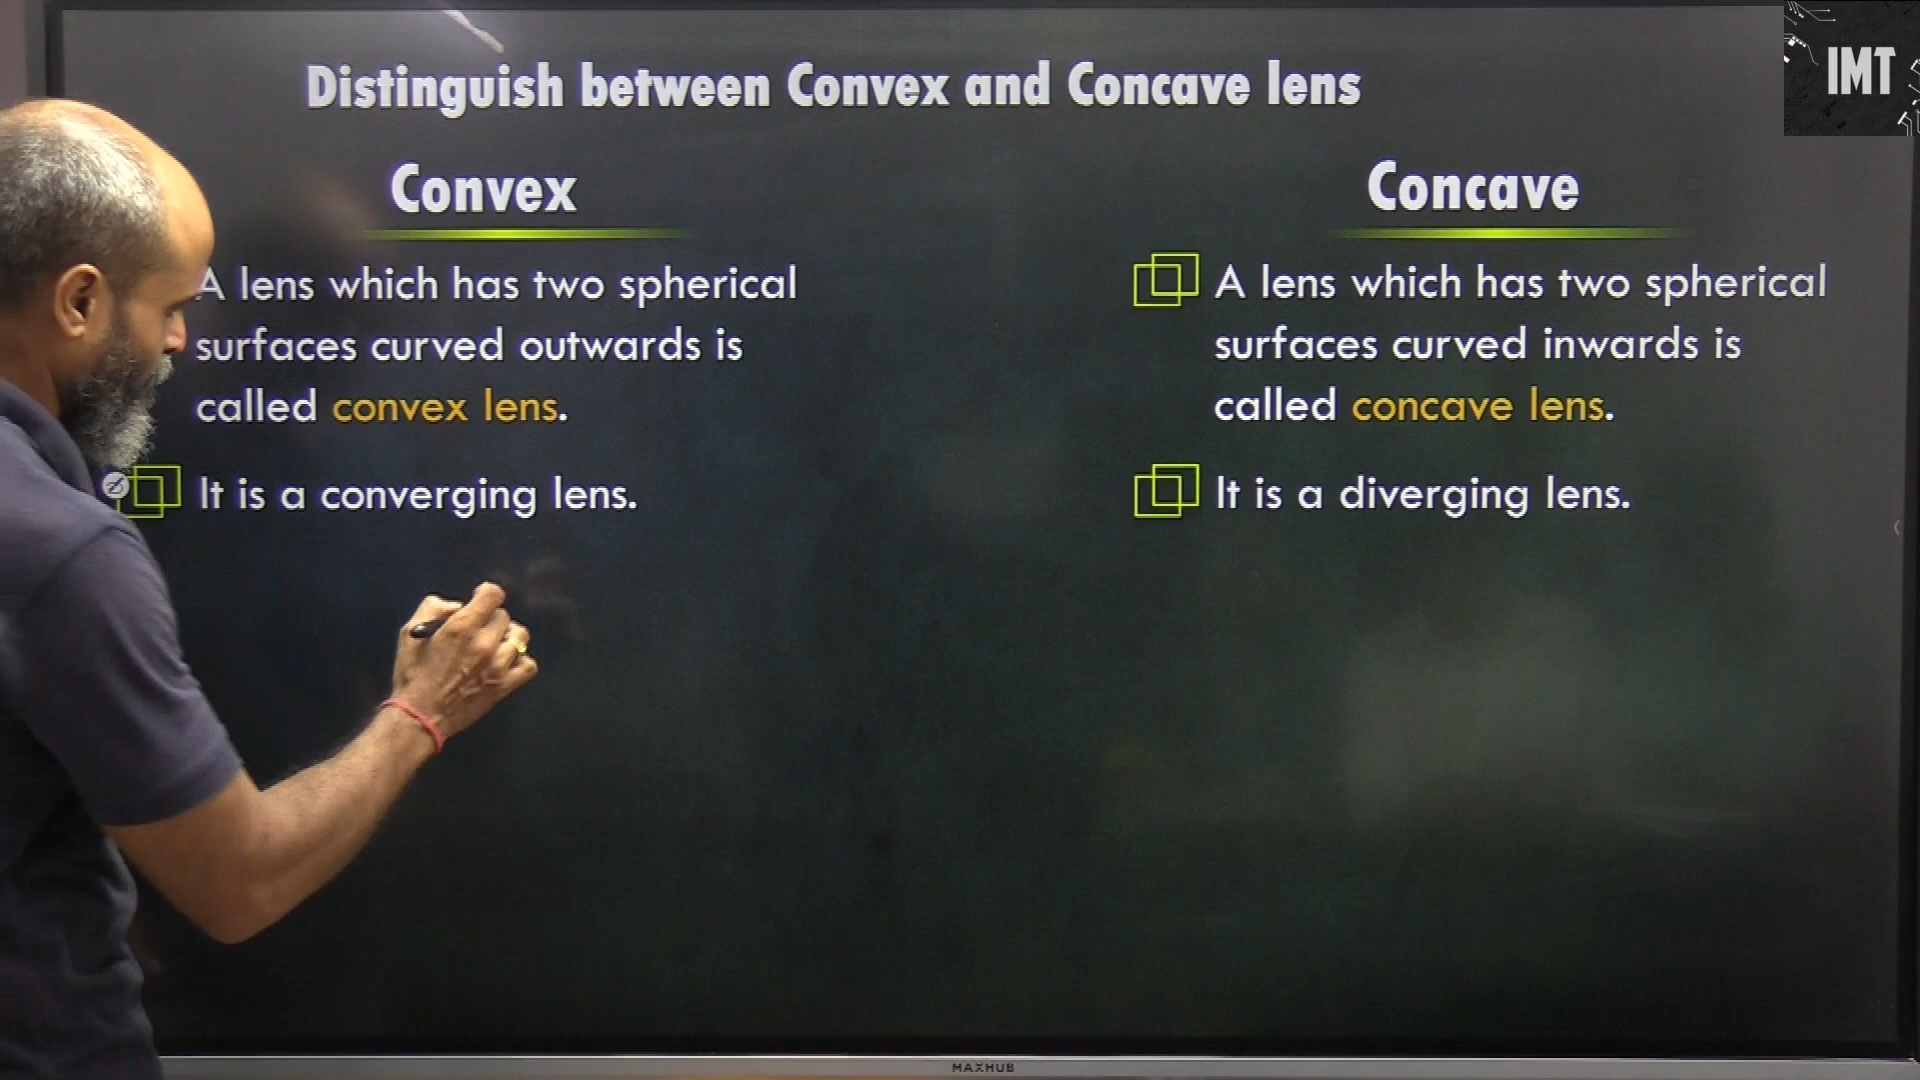 IMT
Distinguish between Convex and Concave lens
Convex
A lens which has two spherical
surfaces curved outwards is
called convex lens.
It is a converging lens.
Concave
A lens which has two spherical
surfaces curved inwards is
called concave lens.
It is a diverging lens.
MAXHUB